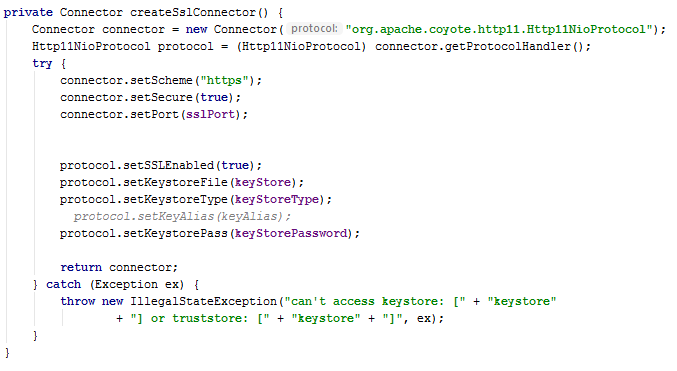 private Connector createSslConnector() {
    Connector connector = new Connector( protocol: "org.apache.coyote.http11.Http11NioProtocol");
    Http11NioProtocol protocol = (Http11NioProtocol) connector.getProtocolHandler();
    try {
        connector.setScheme("https");
        connector.setSecure(true);
        connector.setPort(sslPort);
        protocol.setSSLEnabled(true);
        protocol.setKeystoreFile(keyStore);
        protocol.setKeystoreType(keyStoreType);
          protocol.setKeyAlias(keyAlias);
        protocol.setKeystorePass(keyStorePassword);
        return connector;
    } catch (Exception ex) {
        throw new IllegalStateException("can't access keystore: [" + "keystore"
                + "] or truststore: [" + "keystore" + "]", ex);
    }
}